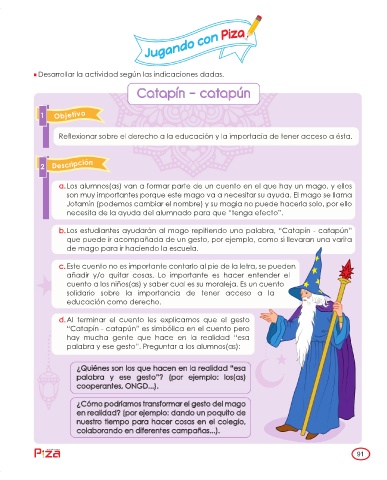 Jugando con Piza
Desarrollar la actividad según las indicaciones dadas.
Catapín - catapún
1 Objetivo
Reflexionar sobre el derecho a la educación y la importacia de tener acceso a ésta.
2 Descripción
a. Los alumnos(as) van a formar parte de un cuento en el que hay un mago, y ellos
son muy importantes porque este mago va a necesitar su ayuda. El mago se llama
Jotamín (podemos cambiar el nombre) y su magia no puede hacerla solo, por ello
necesita de la ayuda del alumnado para que "tenga efecto".
b. Los estudiantes ayudarán al mago repitiendo una palabra, "Catapin - catapún"
que puede ir acompañada de un gesto, por ejemplo, como si llevaran una varita
de mago para ir haciendo la escuela.
c. Este cuento no es importante contarlo al pie de la letra, se pueden
añadir y/o quitar cosas. Lo importante es hacer entender el
cuento a los niños(as) y saber cual es su moraleja. Es un cuento
solidario sobre la importancia de tener acceso a la
educación como derecho.
d. Al terminar el cuento les explicamos que el gesto
"Catapin - catapún" es simbólica en el cuento pero
hay mucha gente que hace en la realidad "esa
palabra y ese gesto". Preguntar a los alumnos(as):
¿Quiénes son los que hacen en la realidad "esa
palabra y ese gesto"? (por ejemplo: los(as)
cooperantes, ONGD...).
¿Cómo podríamos transformar el gesto del mago
en realidad? (por ejemplo: dando un poquito de
nuestro tiempo para hacer cosas en el colegio,
colaborando en diferentes campañas...).
Piza
91